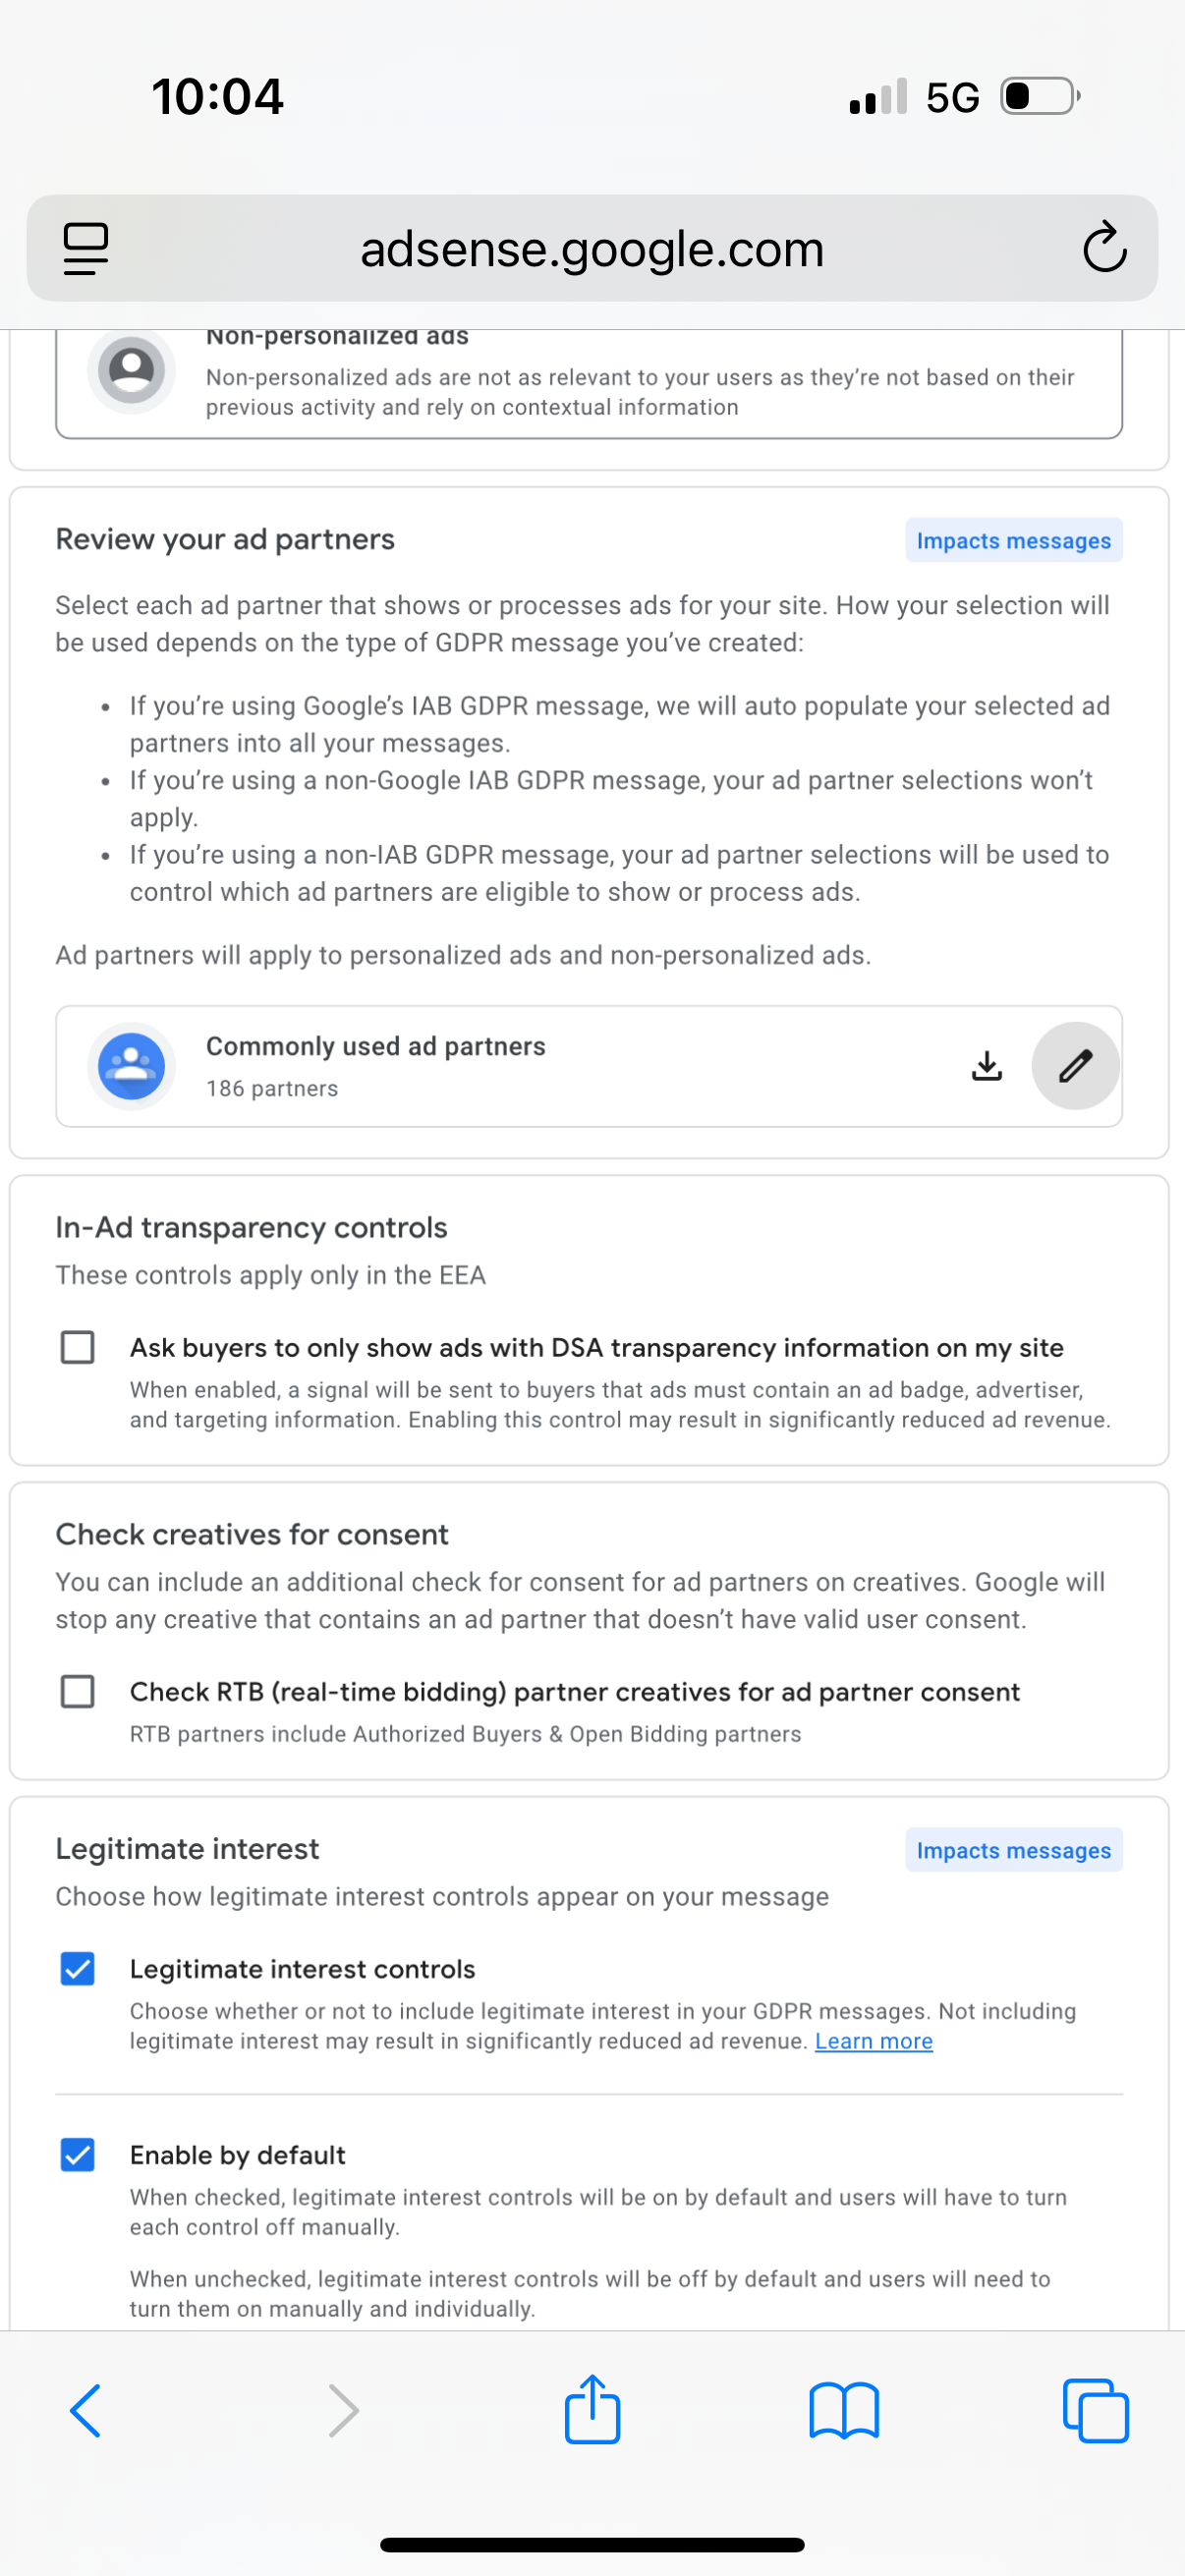 10:04
5G
adsense.google.com
Non-personalized ads
Non-personalized ads are not as relevant to your users as they’re not based on their
previous activity and rely on contextual information
Review your ad partners
Impacts messages
Select each ad partner that shows or processes ads for your site. How your selection will
be used depends on the type of GDPR message you’ve created:
• If you’re using Google’s IAB GDPR message, we will auto populate your selected ad
partners into all your messages.
• If you’re using a non-Google IAB GDPR message, your ad partner selections won’t
apply.
• If you’re using a non-IAB GDPR message, your ad partner selections will be used to
control which ad partners are eligible to show or process ads.
Ad partners will apply to personalized ads and non-personalized ads.
Commonly used ad partners
186 partners
In-Ad transparency controls
These controls apply only in the EEA
Ask buyers to only show ads with DSA transparency information on my site
When enabled, a signal will be sent to buyers that ads must contain an ad badge, advertiser,
and targeting information. Enabling this control may result in significantly reduced ad revenue.
Check creatives for consent
You can include an additional check for consent for ad partners on creatives. Google will
stop any creative that contains an ad partner that doesn’t have valid user consent.
Check RTB (real-time bidding) partner creatives for ad partner consent
RTB partners include Authorized Buyers & Open Bidding partners
Legitimate interest
Impacts messages
Choose how legitimate interest controls appear on your message
Legitimate interest controls
Choose whether or not to include legitimate interest in your GDPR messages. Not including
legitimate interest may result in significantly reduced ad revenue. Learn more
Enable by default
When checked, legitimate interest controls will be on by default and users will have to turn
each control off manually.
When unchecked, legitimate interest controls will be off by default and users will need to
turn them on manually and individually.